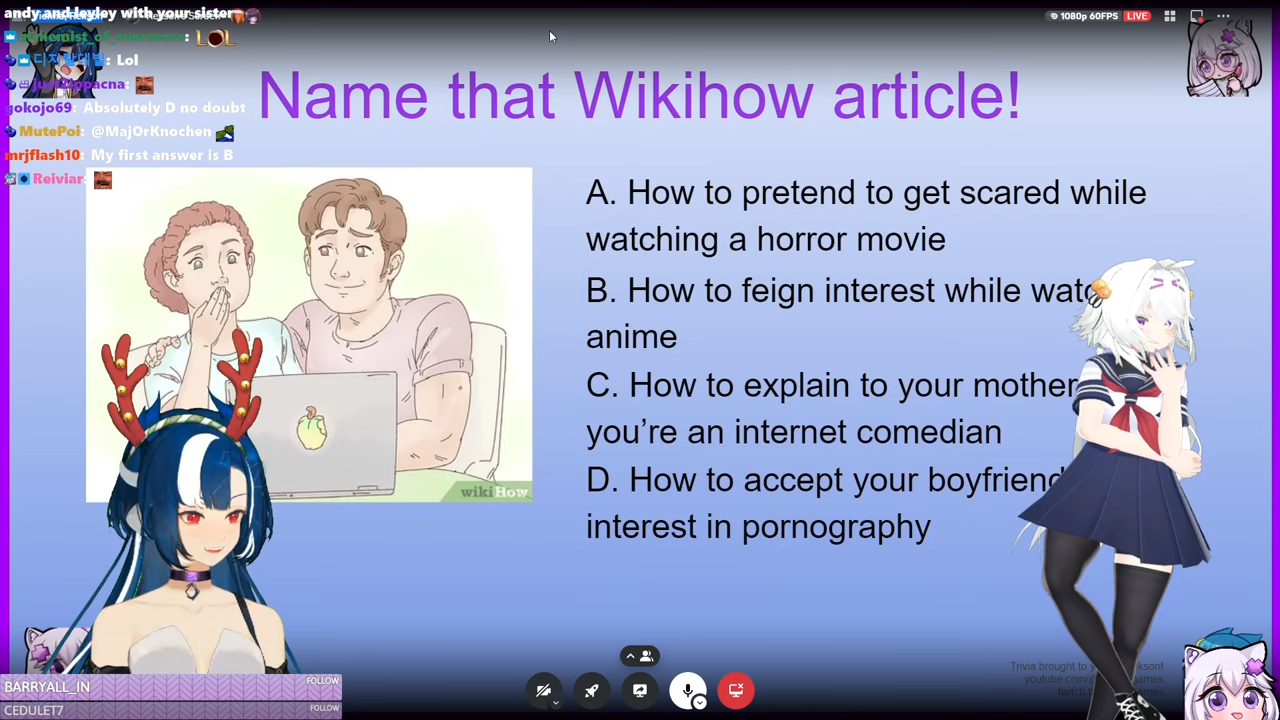 andy and leyley with your sister
1080p 60FPS LIVE
LOL
: Lol
gokojo69: Absolutely D no doubt
MutePoi: @MajOrKnochen
mrjflash10: My first answer is B
Reiviar:
Name that Wikihow article!
A. How to pretend to get scared while
watching a horror movie
B. How to feign interest while
anime
C. How to explain to your mother
you're an internet comedian
D. How to accept your
interest in pornography
wikiHow
BARRYALL_IN
FOLLOW
CEDULET7
FOLLOW
Trivia brought to